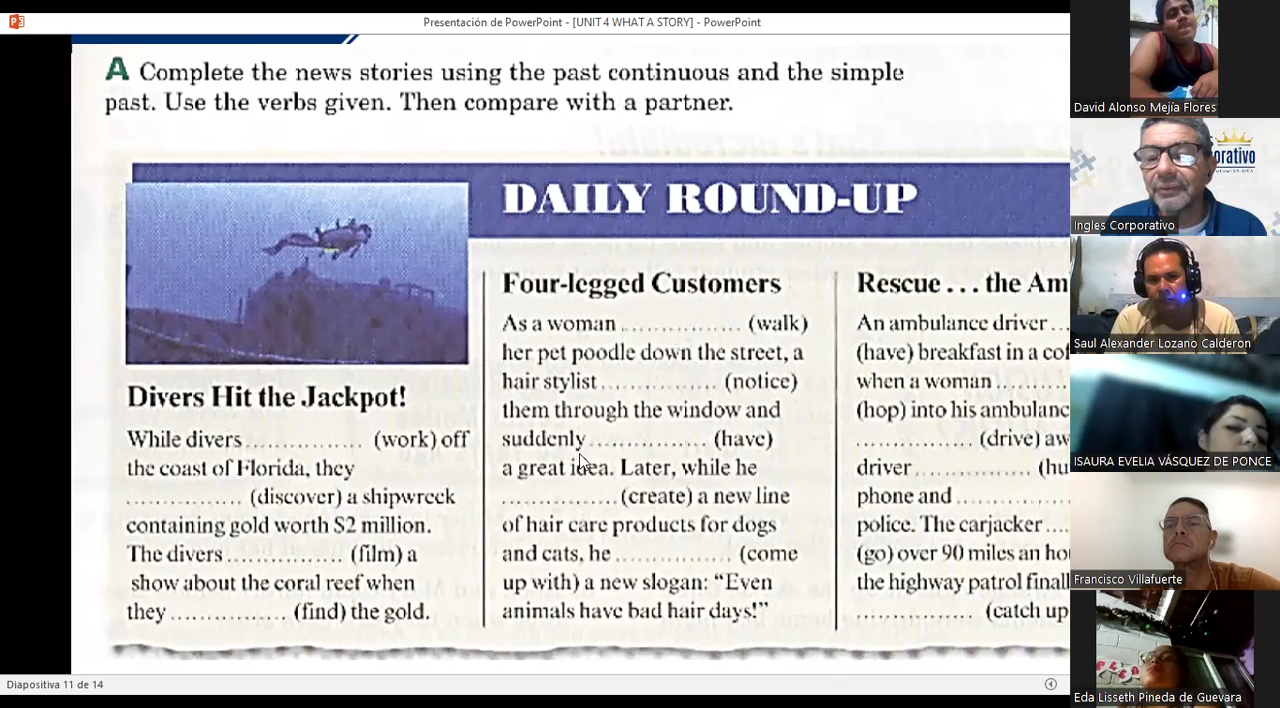 Presentación de PowerPoint - [UNIT 4 WHAT A STORY] - PowerPoint
A Complete the news stories using the past continuous and the simple
past. Use the verbs given. Then compare with a partner.
DAILY ROUND-UP
Divers Hit the Jackpot!
While divers ................ (work) off
the coast of Florida, they
................ (discover) a shipwreck
containing gold worth $2 million.
The divers ................ (film) a
show about the coral reef when
they ................ (find) the gold.
Four-legged Customers
As a woman ................ (walk)
her pet poodle down the street, a
hair stylist ................ (notice)
them through the window and
suddenly ................ (have)
a great idea. Later, while he
................ (create) a new line
of hair care products for dogs
and cats, he ................ (come
up with) a new slogan: “Even
animals have bad hair days!”
Rescue . . . the Am
An ambulance driver ...
(have) breakfast in a cof
when a woman ..........
(hop) into his ambulanc
................ (drive) aw
driver ................ (hu
phone and ................
police. The carjacker ....
(go) over 90 miles an ho
the highway patrol finall
................ (catch up
Diapositiva 11 de 14
David Alonso Mejía Flores
orativo
Ingles Corporativo
Saul Alexander Lozano Calderon
ISAURA EVELIA VÁSQUEZ DE PONCE
Francisco Villafuerte
Eda Lisseth Pineda de Guevara